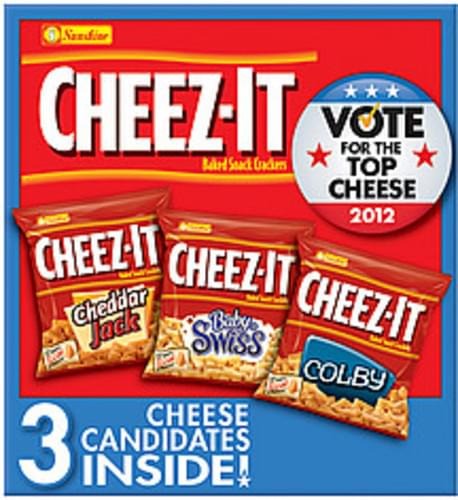 Sunshine
CHEEZ-IT
Baked Snack Crackers
VOTE
FOR THE
TOP
CHEESE
2012
CHEEZ-IT
Cheddar
Jack
CHEEZ-IT
Baby
Swiss
CHEEZ-IT
COLBY
3 CHEESE
CANDIDATES
INSIDE!